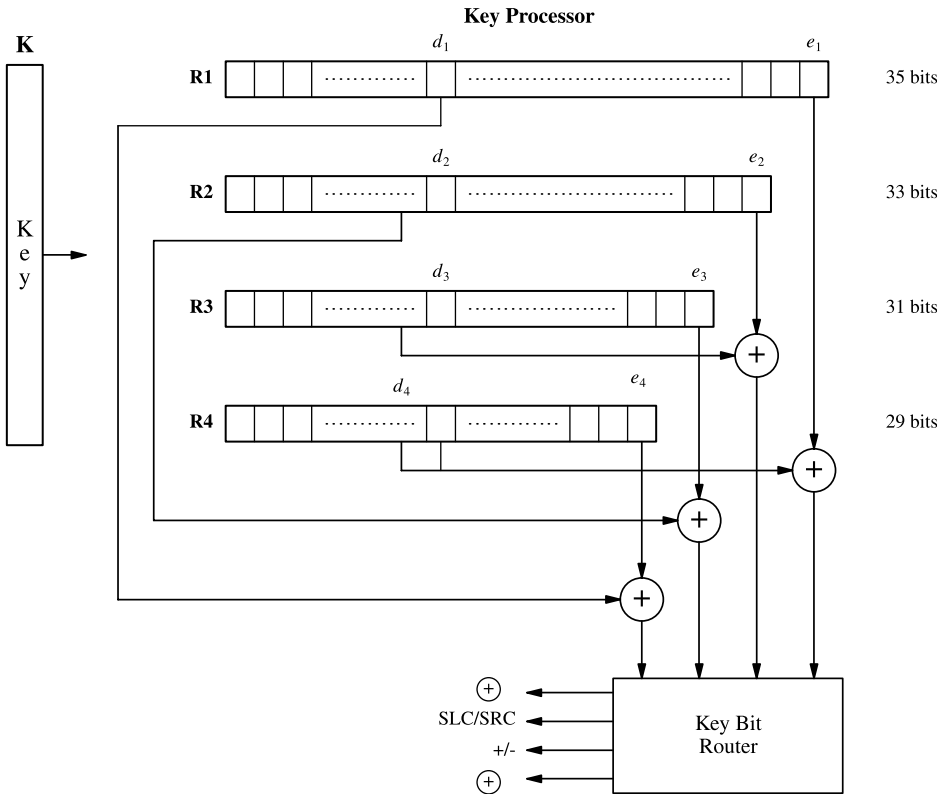 Key Processor
K
d₁
e₁
R1
35 bits
d₂
e₂
R2
33 bits
K
e
y
d₃
e₃
R3
31 bits
+
d₄
e₄
R4
29 bits
+
+
+
+
SLC/SRC
+/-
+
Key Bit
Router